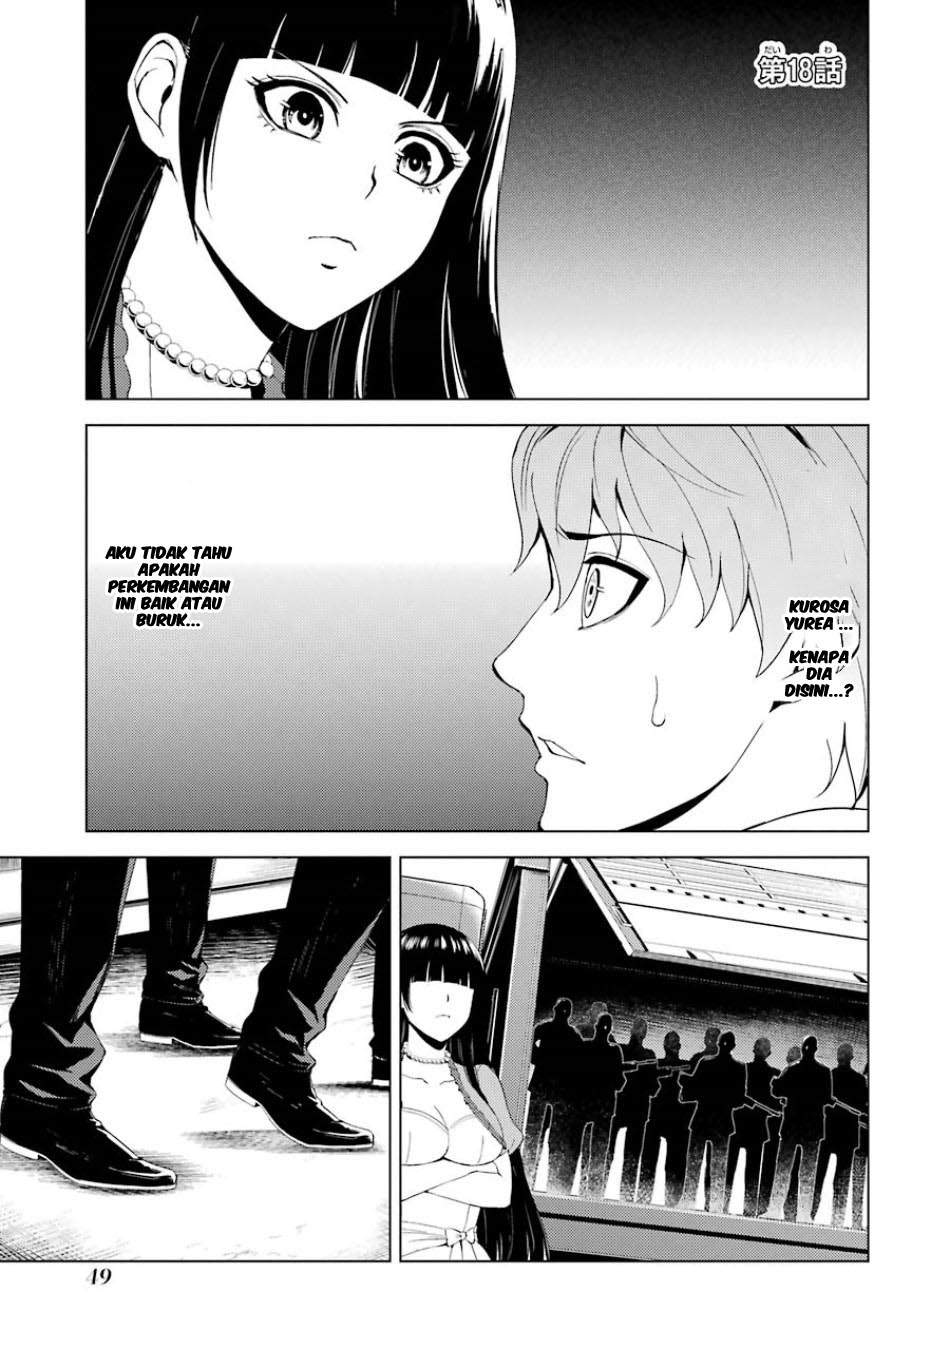 だい わ
第18話
KUROSA
YUREA ...
KENAPA
DIA
DISINI...?
AKU TIDAK TAHU
APAKAH
PERKEMBANGAN
INI BAIK ATAU
BURUK...
49